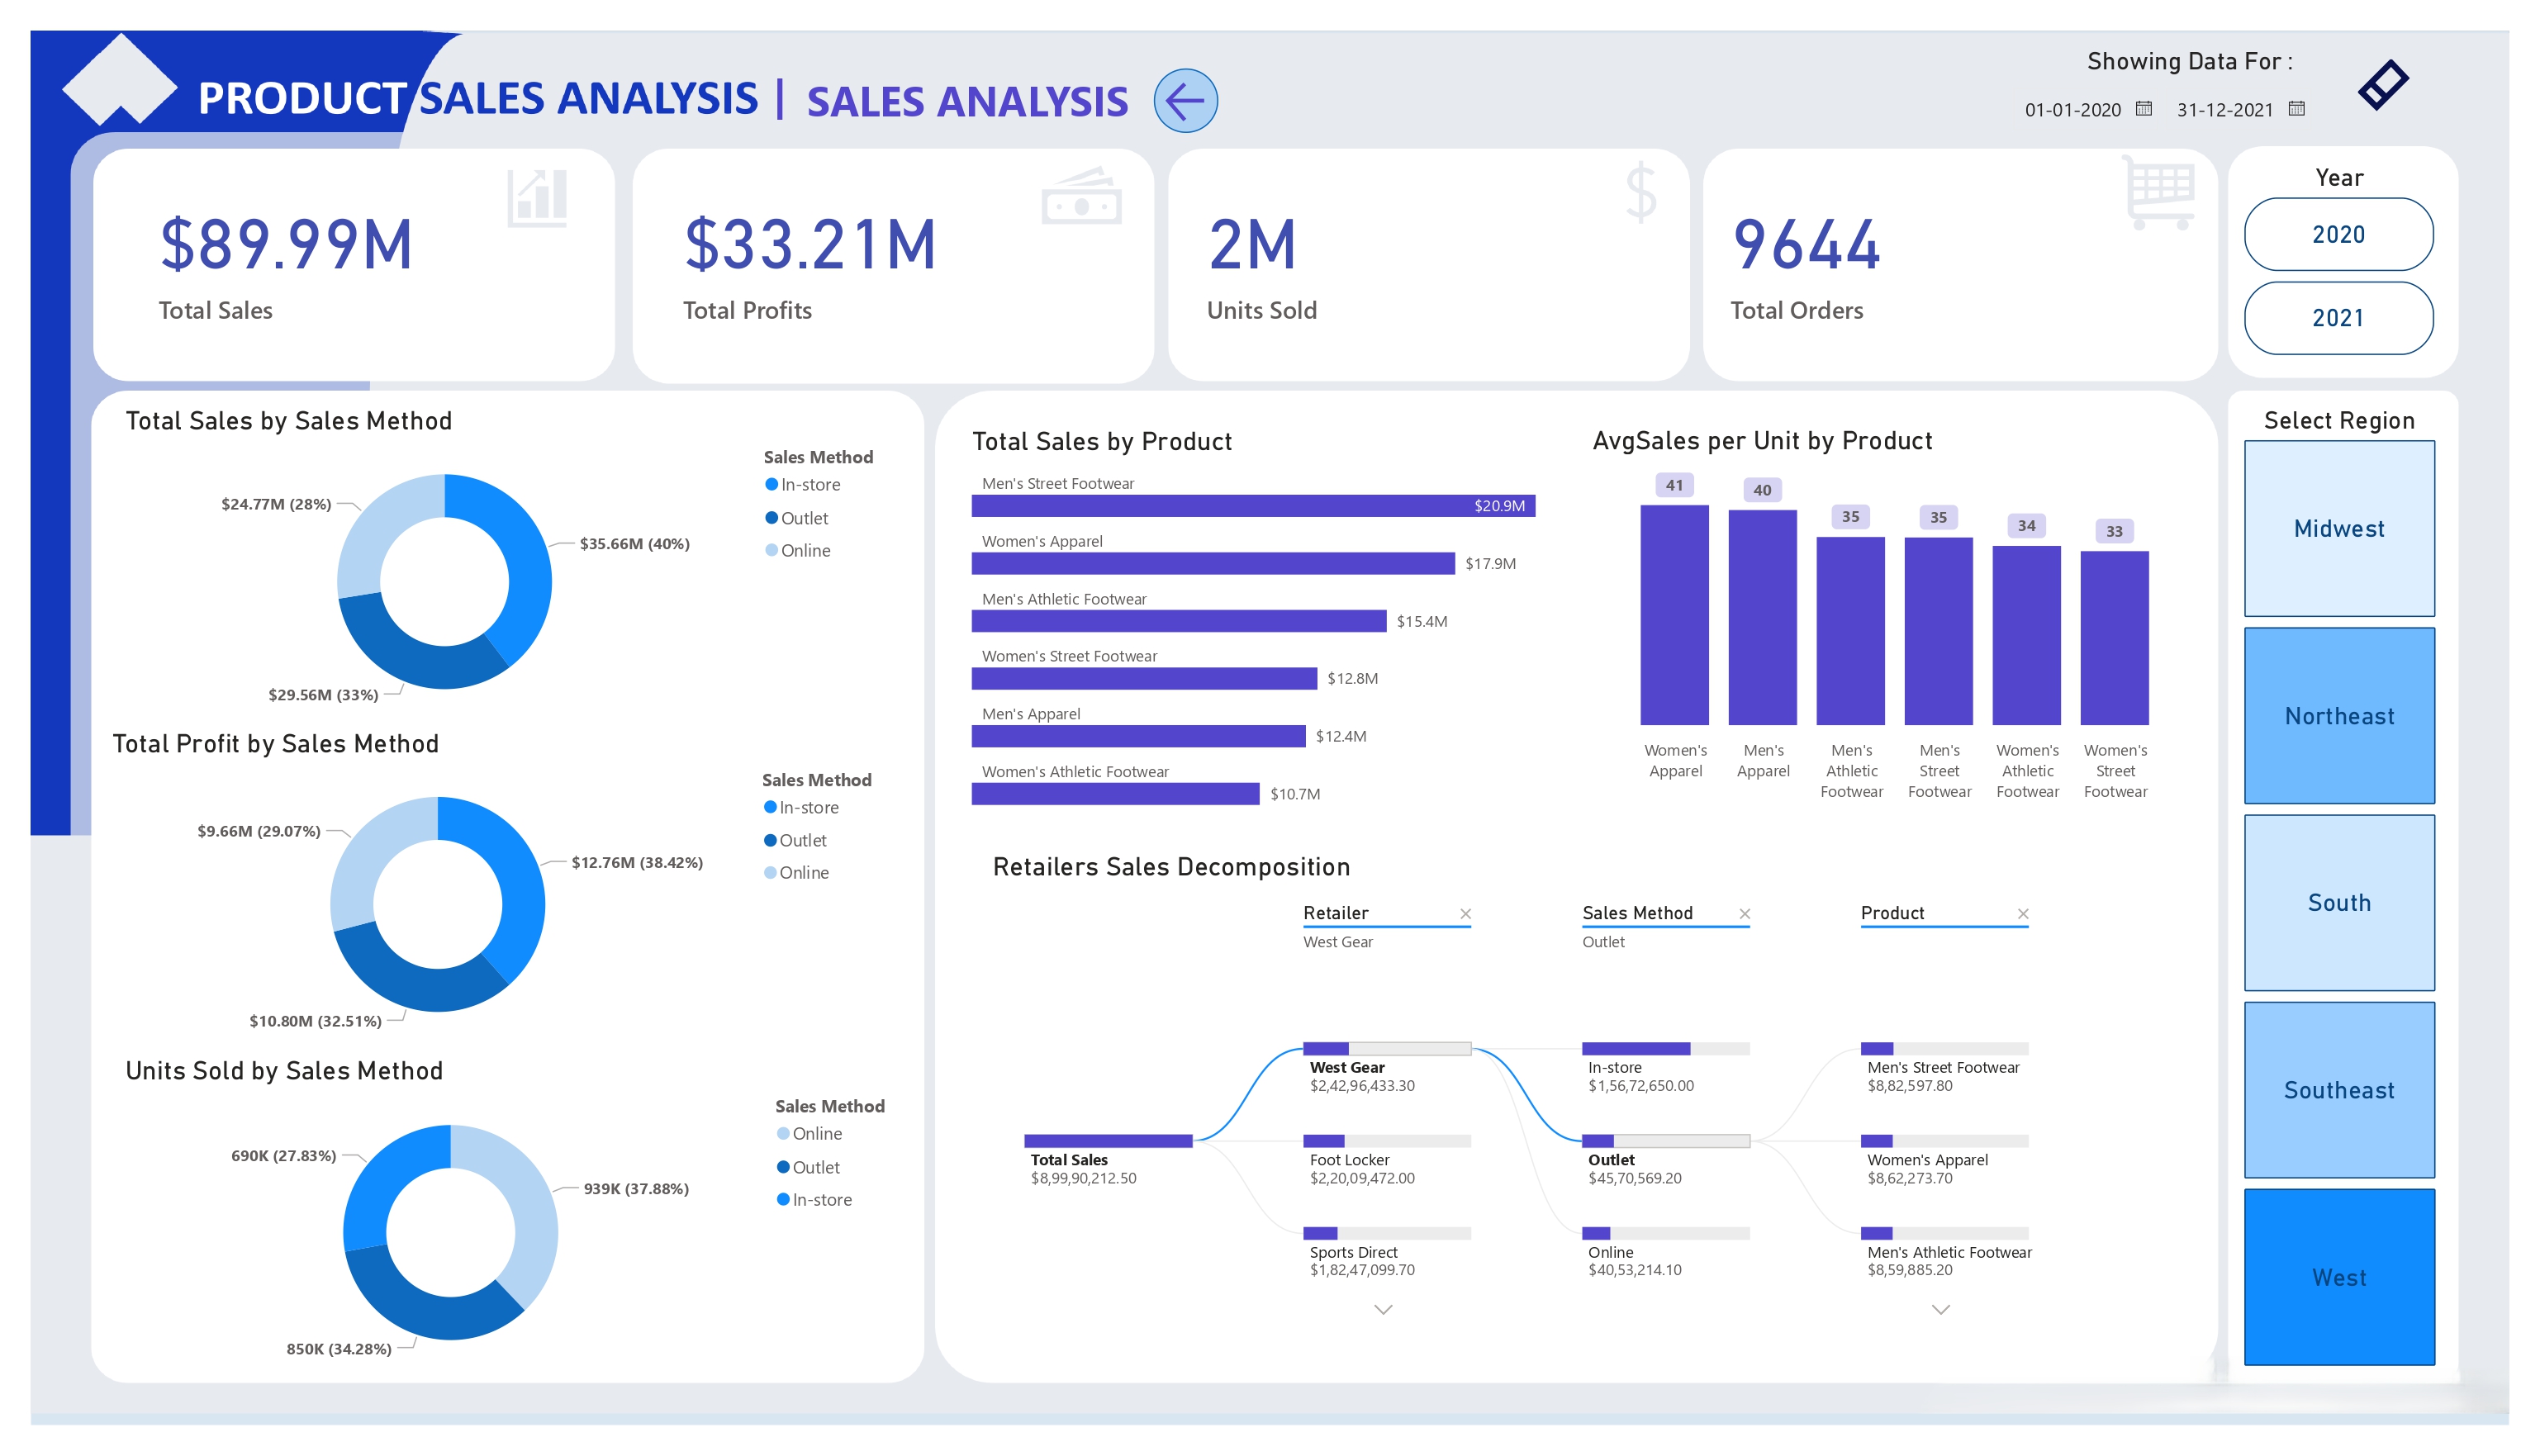 PRODUCT SALES ANALYSIS | SALES ANALYSIS
Showing Data For :
01-01-2020 31-12-2021
$89.99M
Total Sales
$33.21M
Total Profits
2M
Units Sold
9644
Total Orders
Year
2020
2021
Total Sales by Sales Method
Sales Method
In-store
Outlet
Online
$24.77M (28%)
$35.66M (40%)
$29.56M (33%)
Total Profit by Sales Method
Sales Method
In-store
Outlet
Online
$9.66M (29.07%)
$12.76M (38.42%)
$10.80M (32.51%)
Units Sold by Sales Method
Sales Method
Online
Outlet
In-store
690K (27.83%)
939K (37.88%)
850K (34.28%)
Total Sales by Product
Men's Street Footwear
$20.9M
Women's Apparel
$17.9M
Men's Athletic Footwear
$15.4M
Women's Street Footwear
$12.8M
Men's Apparel
$12.4M
Women's Athletic Footwear
$10.7M
AvgSales per Unit by Product
41
40
35
35
34
33
Women's
Apparel
Men's
Apparel
Men's
Athletic
Footwear
Men's
Street
Footwear
Women's
Athletic
Footwear
Women's
Street
Footwear
Retailers Sales Decomposition
Retailer
West Gear
Sales Method
Outlet
Product
Total Sales
$8,99,90,212.50
West Gear
$2,42,96,433.30
Foot Locker
$2,20,09,472.00
Sports Direct
$1,82,47,099.70
In-store
$1,56,72,650.00
Outlet
$45,70,569.20
Online
$40,53,214.10
Men's Street Footwear
$8,82,597.80
Women's Apparel
$8,62,273.70
Men's Athletic Footwear
$8,59,885.20
Select Region
Midwest
Northeast
South
Southeast
West